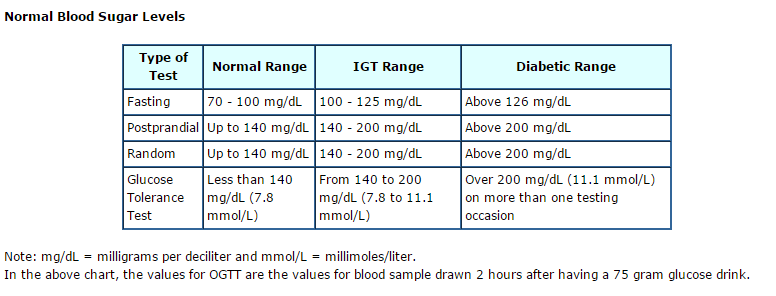 Normal Blood Sugar Levels
Type of
Test
Normal Range
IGT Range
Diabetic Range
Fasting
70 - 100 mg/dL
100 - 125 mg/dL
Above 126 mg/dL
Postprandial
Up to 140 mg/dL
140 - 200 mg/dL
Above 200 mg/dL
Random
Up to 140 mg/dL
140 - 200 mg/dL
Above 200 mg/dL
Glucose
Tolerance
Test
Less than 140
mg/dL (7.8
mmol/L)
From 140 to 200
mg/dL (7.8 to 11.1
mmol/L)
Over 200 mg/dL (11.1 mmol/L)
on more than one testing
occasion
Note: mg/dL = milligrams per deciliter and mmol/L = millimoles/liter.
In the above chart, the values for OGTT are the values for blood sample drawn 2 hours after having a 75 gram glucose drink.